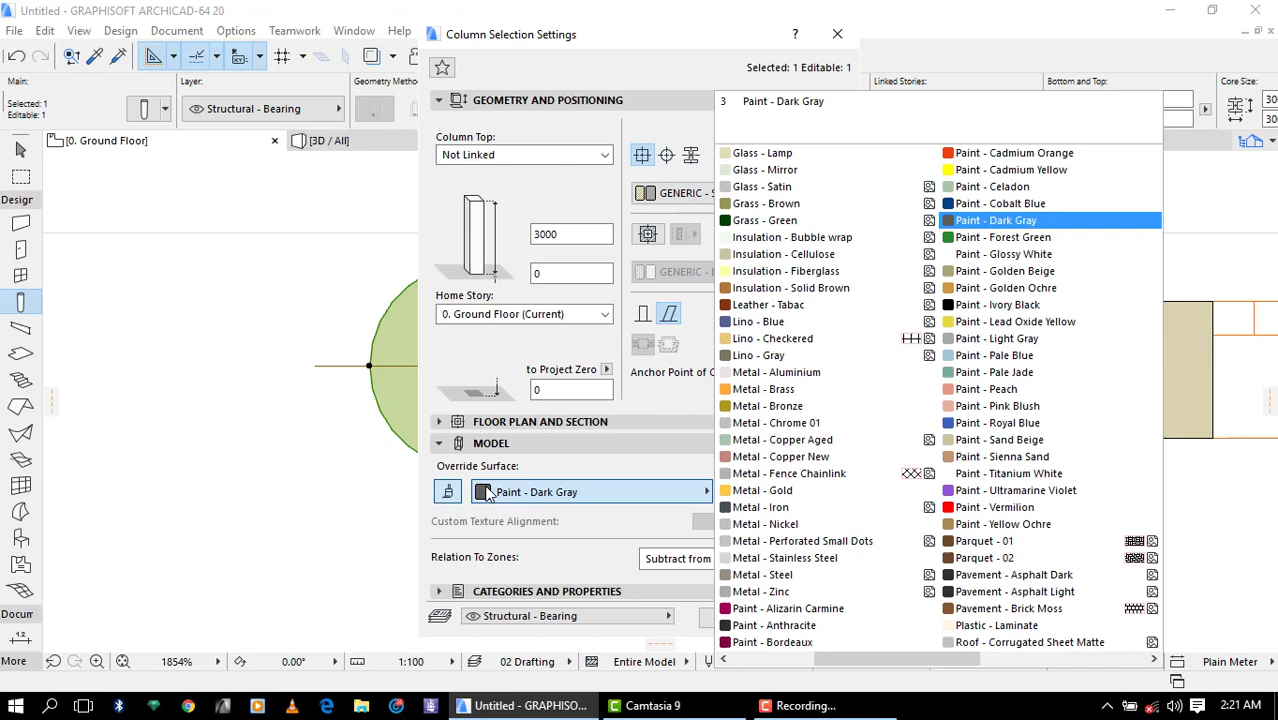 Untitled - GRAPHISOFT ARCHICAD-64 20
File Edit View Design Document Options Teamwork Window Help
Column Selection Settings
?
Selected: 1 Editable: 1
Main:
Selected: 1
Editable: 1
Layer:
Structural - Bearing
Geometry Metho
Linked Stories:
Bottom and Top:
Core Size:
[0. Ground Floor]
[3D / All]
Design
GEOMETRY AND POSITIONING
Column Top:
Not Linked
3000
0
Home Story:
0. Ground Floor (Current)
to Project Zero
0
GENERIC - S
Anchor Point of C
FLOOR PLAN AND SECTION
MODEL
Override Surface:
Paint - Dark Gray
Custom Texture Alignment:
Relation To Zones:
Subtract from
CATEGORIES AND PROPERTIES
Structural - Bearing
3 Paint - Dark Gray
Glass - Lamp
Glass - Mirror
Glass - Satin
Grass - Brown
Grass - Green
Insulation - Bubble wrap
Insulation - Cellulose
Insulation - Fiberglass
Insulation - Solid Brown
Leather - Tabac
Lino - Blue
Lino - Checkered
Lino - Gray
Metal - Aluminium
Metal - Brass
Metal - Bronze
Metal - Chrome 01
Metal - Copper Aged
Metal - Copper New
Metal - Fence Chainlink
Metal - Gold
Metal - Iron
Metal - Nickel
Metal - Perforated Small Dots
Metal - Stainless Steel
Metal - Steel
Metal - Zinc
Paint - Alizarin Carmine
Paint - Anthracite
Paint - Bordeaux
Paint - Cadmium Orange
Paint - Cadmium Yellow
Paint - Celadon
Paint - Cobalt Blue
Paint - Dark Gray
Paint - Forest Green
Paint - Glossy White
Paint - Golden Beige
Paint - Golden Ochre
Paint - Ivory Black
Paint - Lead Oxide Yellow
Paint - Light Gray
Paint - Pale Blue
Paint - Pale Jade
Paint - Peach
Paint - Pink Blush
Paint - Royal Blue
Paint - Sand Beige
Paint - Sienna Sand
Paint - Titanium White
Paint - Ultramarine Violet
Paint - Vermilion
Paint - Yellow Ochre
Parquet - 01
Parquet - 02
Pavement - Asphalt Dark
Pavement - Asphalt Light
Pavement - Brick Moss
Plastic - Laminate
Roof - Corrugated Sheet Matte
Docum
More
1854%
0.00°
1:100
02 Drafting
Entire Model
Plain Meter
Untitled - GRAPHISO...
Camtasia 9
Recording...
2:21 AM